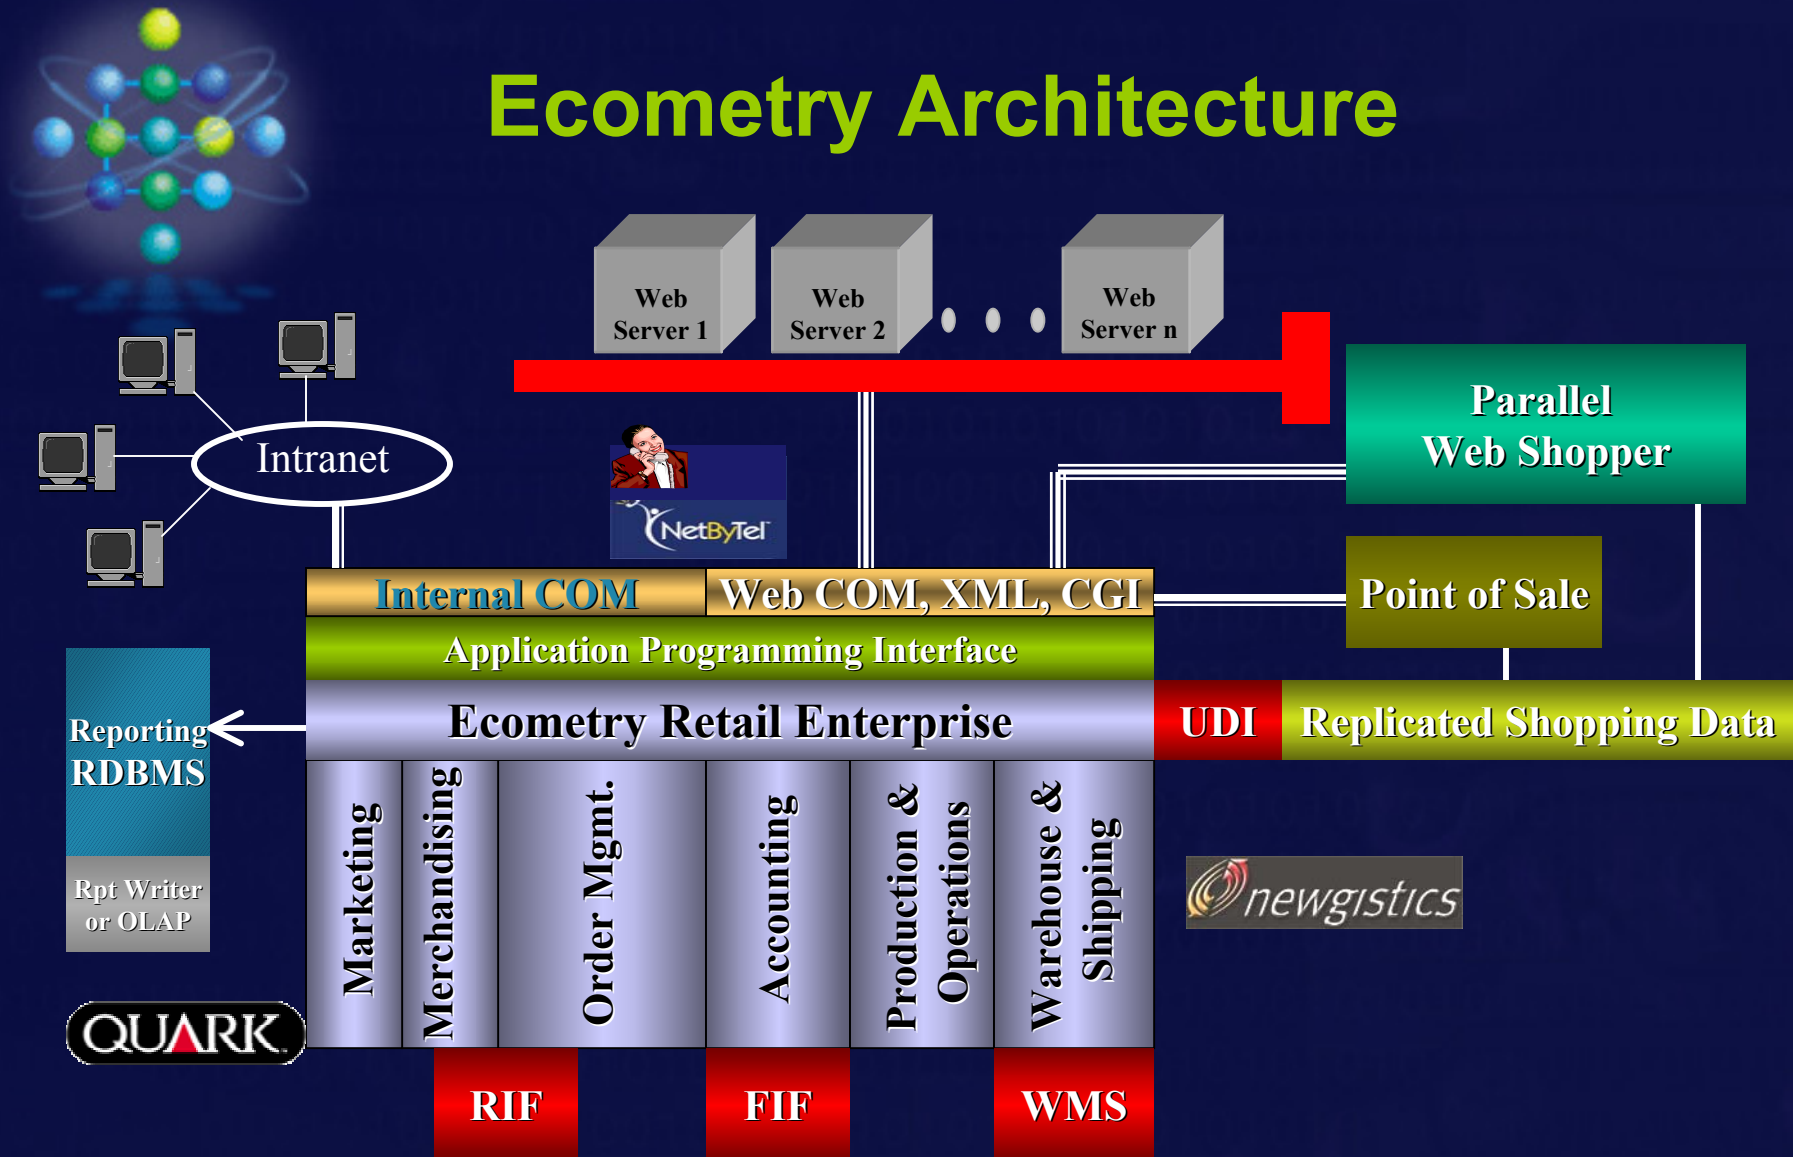 Ecometry Architecture
Web
Server 1
Web
Server 2
Web
Server n
Intranet
NetByTel
Parallel
Web Shopper
Internal COM
Web COM, XML, CGI
Point of Sale
Application Programming Interface
Reporting
RDBMS
Ecometry Retail Enterprise
UDI
Replicated Shopping Data
Rpt Writer
or OLAP
Marketing
Merchandising
Order Mgmt.
Accounting
Production &
Operations
Warehouse &
Shipping
newgistics
QUARK
RIF
FIF
WMS